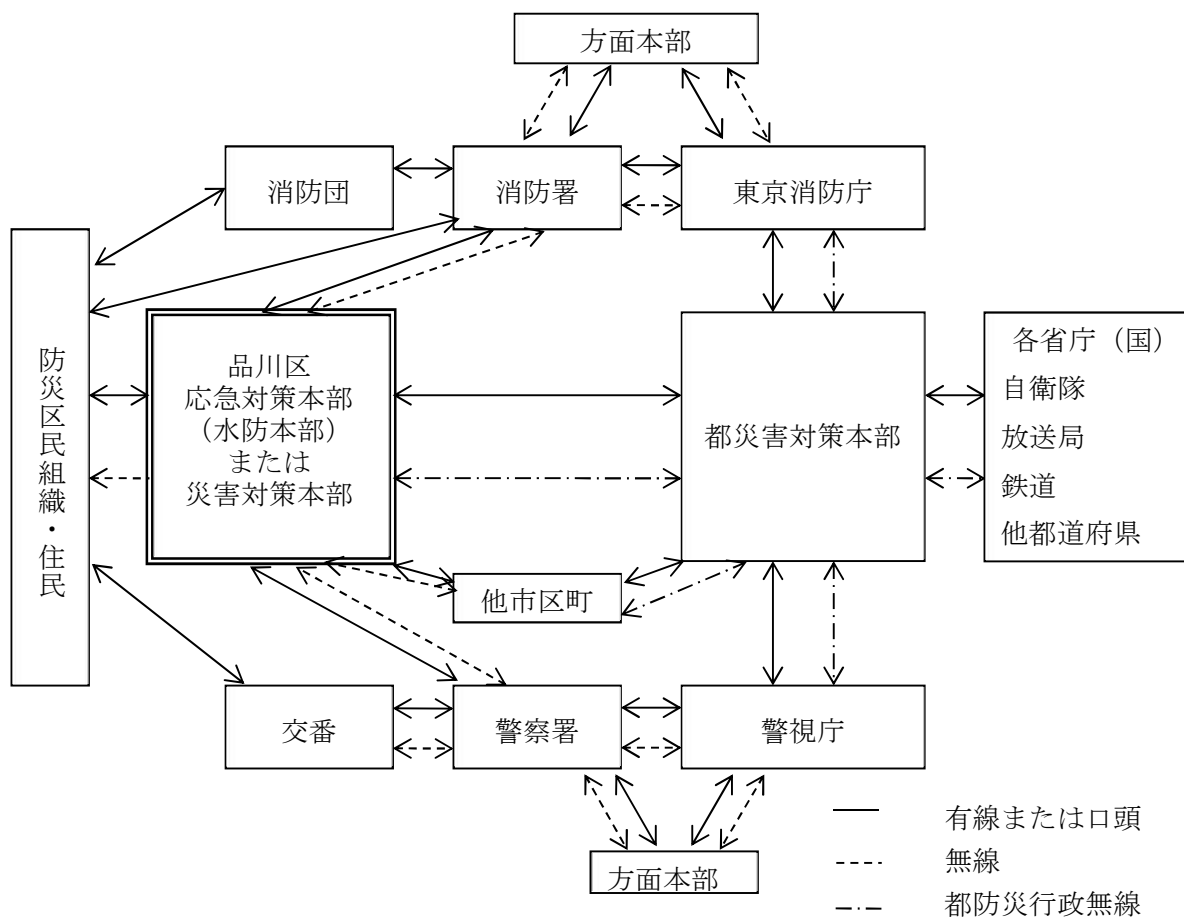 方面本部
消防団
消防署
東京消防庁
防災区民組織・住民
品川区
応急対策本部
（水防本部）
または
災害対策本部
都災害対策本部
各省庁（国）
自衛隊
放送局
鉄道
他都道府県
他市区町
交番
警察署
警視庁
方面本部
有線または口頭
無線
都防災行政無線